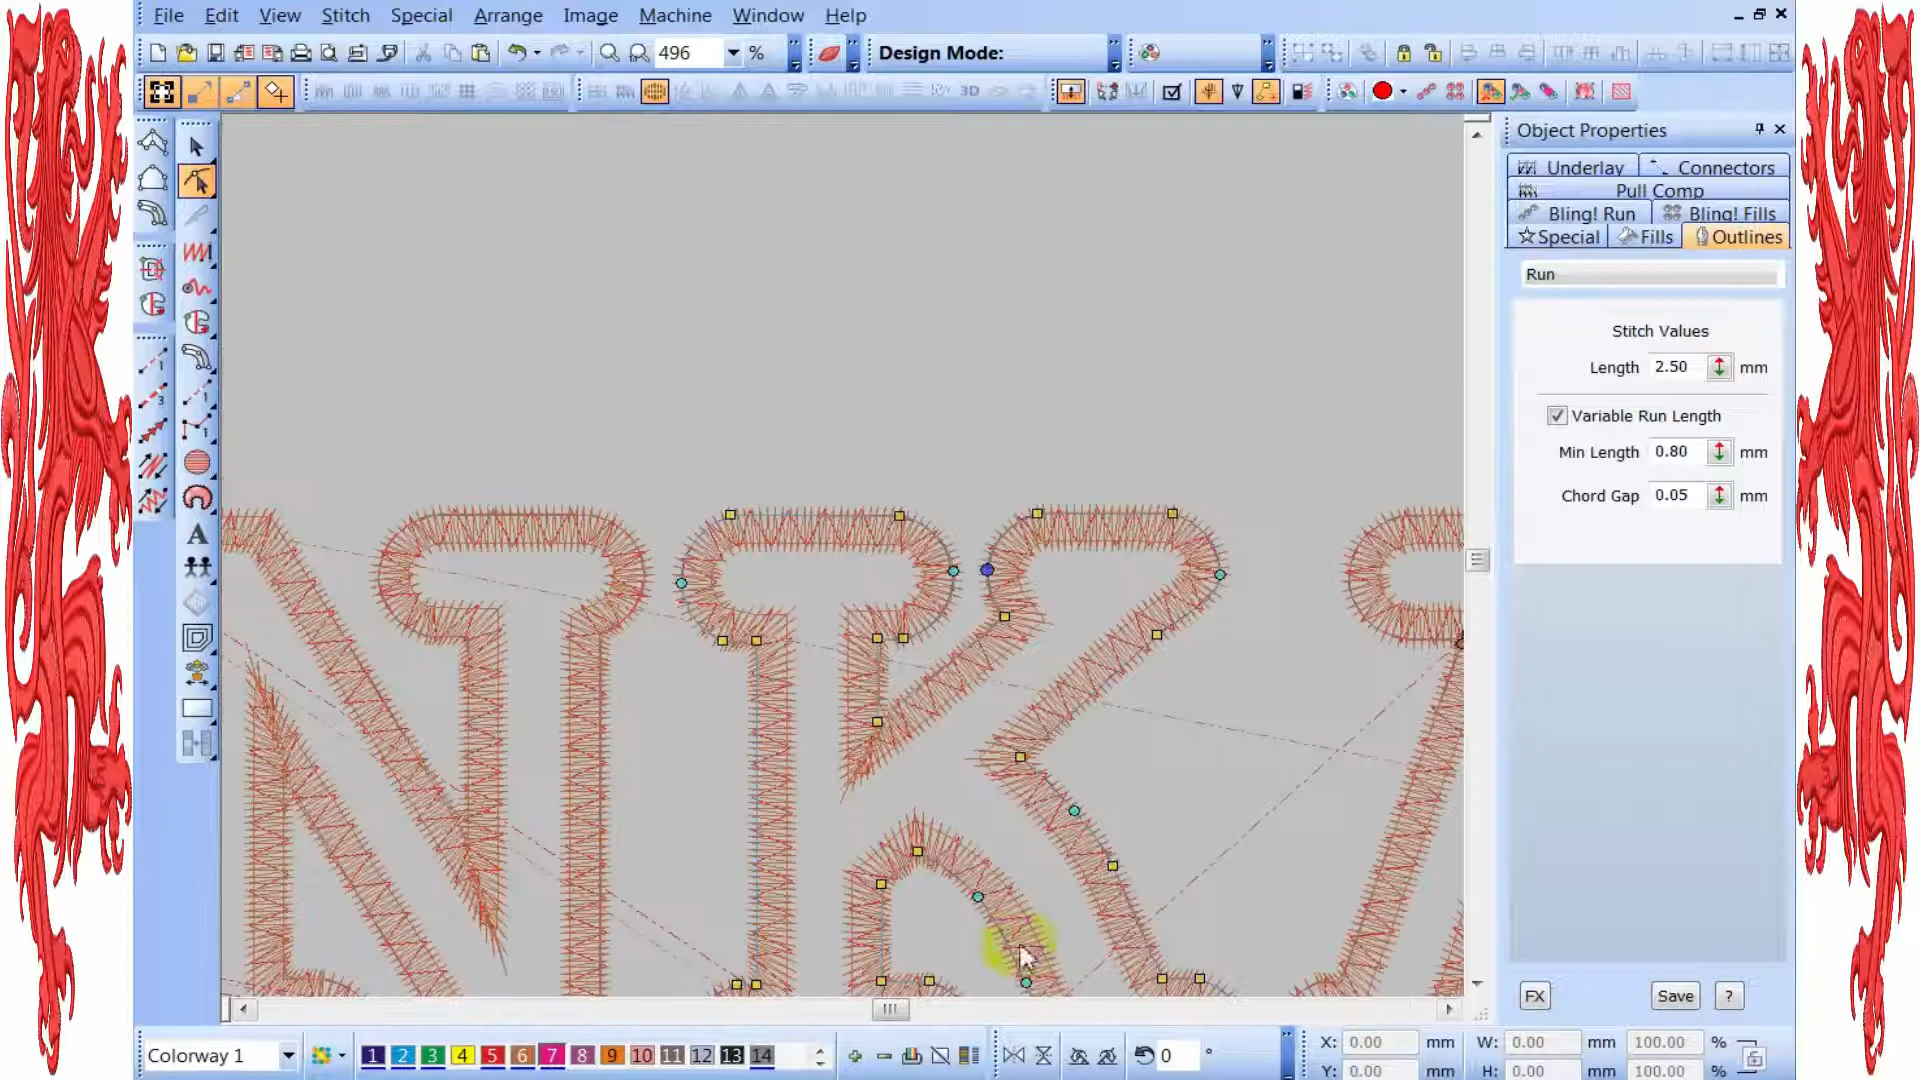 File Edit View Stitch Special Arrange Image Machine Window Help
496 % Design Mode:
3D
Object Properties
Underlay Connectors
Pull Comp
Bling! Run Bling! Fills
Special Fills Outlines
Run
Stitch Values
Length 2.50 mm
Variable Run Length
Min Length 0.80 mm
Chord Gap 0.05 mm
FX Save ?
Colorway 1 1 2 3 4 5 6 7 8 9 10 11 12 13 14 0 ° X: 0.00 mm W: 0.00 mm 100.00 %
Y: 0.00 mm H: 0.00 mm 100.00 %